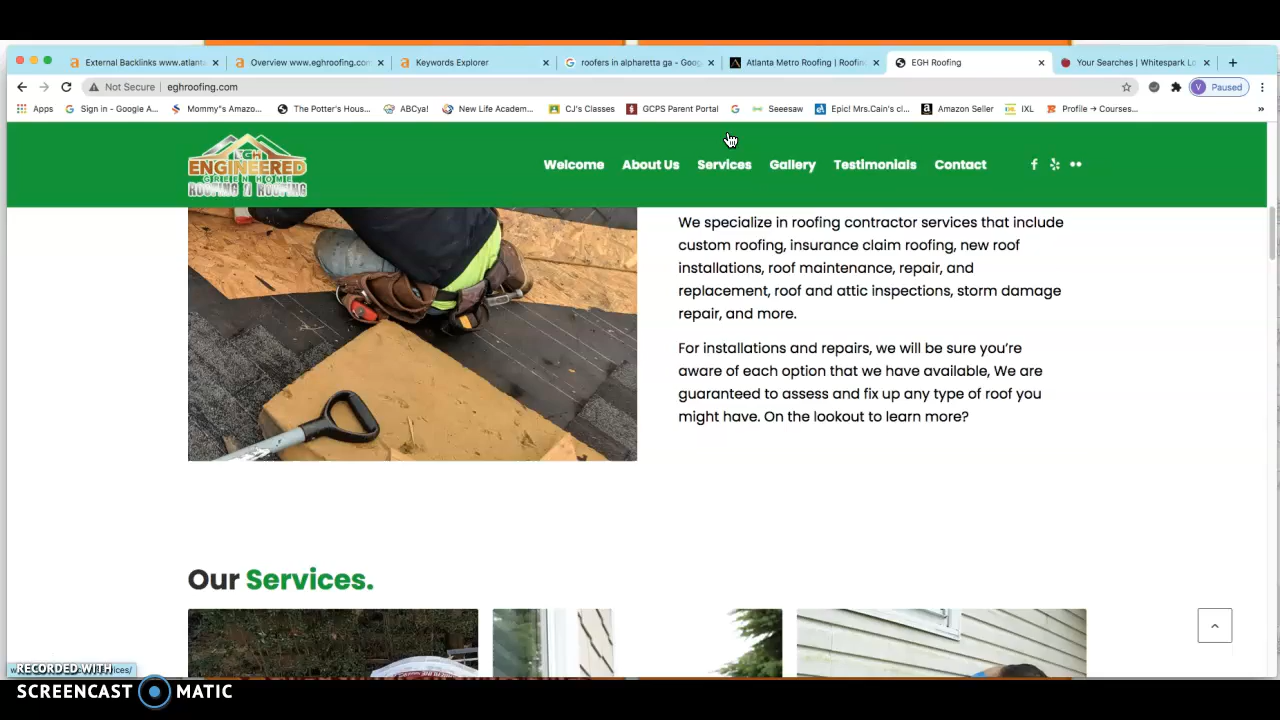 External Backlinks www.atlant
Overview www.eghroofing.com
Keywords Explorer
roofers in alpharetta ga - Goog
Atlanta Metro Roofing | Roofin
EGH Roofing
Your Searches | Whitespark Lo
Not Secure | eghroofing.com
V Paused
Apps
Sign in - Google A...
Mommy"s Amazo...
The Potter's Hous...
ABCya!
New Life Academ...
CJ's Classes
GCPS Parent Portal
Seeesaw
Epic! Mrs.Cain's cl...
Amazon Seller
IXL
Profile → Courses...
EGH
ENGINEERED
GREEN HOME
ROOFING
ROOFING
Welcome
About Us
Services
Gallery
Testimonials
Contact
We specialize in roofing contractor services that include
custom roofing, insurance claim roofing, new roof
installations, roof maintenance, repair, and
replacement, roof and attic inspections, storm damage
repair, and more.
For installations and repairs, we will be sure you're
aware of each option that we have available, We are
guaranteed to assess and fix up any type of roof you
might have. On the lookout to learn more?
Our Services.
RECORDED WITH
SCREENCAST MATIC